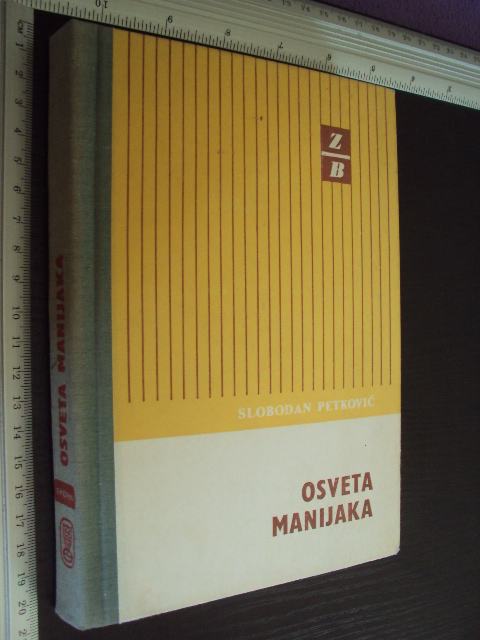 Z
B
SLOBODAN PETKOVIĆ
OSVETA
MANIJAKA
OSVETA MANIJAKA